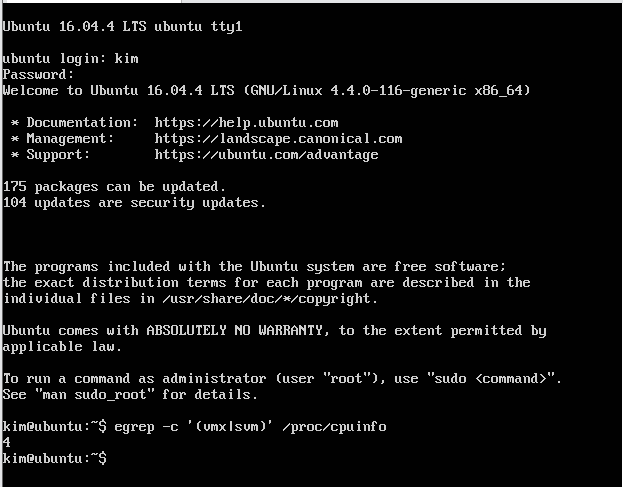 Ubuntu 16.04.4 LTS ubuntu tty1
ubuntu login: kim
Password:
Welcome to Ubuntu 16.04.4 LTS (GNU/Linux 4.4.0-116-generic x86_64)
* Documentation:  https://help.ubuntu.com
* Management:     https://landscape.canonical.com
* Support:        https://ubuntu.com/advantage
175 packages can be updated.
104 updates are security updates.
The programs included with the Ubuntu system are free software;
the exact distribution terms for each program are described in the
individual files in /usr/share/doc/*/copyright.
Ubuntu comes with ABSOLUTELY NO WARRANTY, to the extent permitted by
applicable law.
To run a command as administrator (user "root"), use "sudo <command>".
See "man sudo_root" for details.
kim@ubuntu:~$ egrep -c '(vmx|svm)' /proc/cpuinfo
4
kim@ubuntu:~$